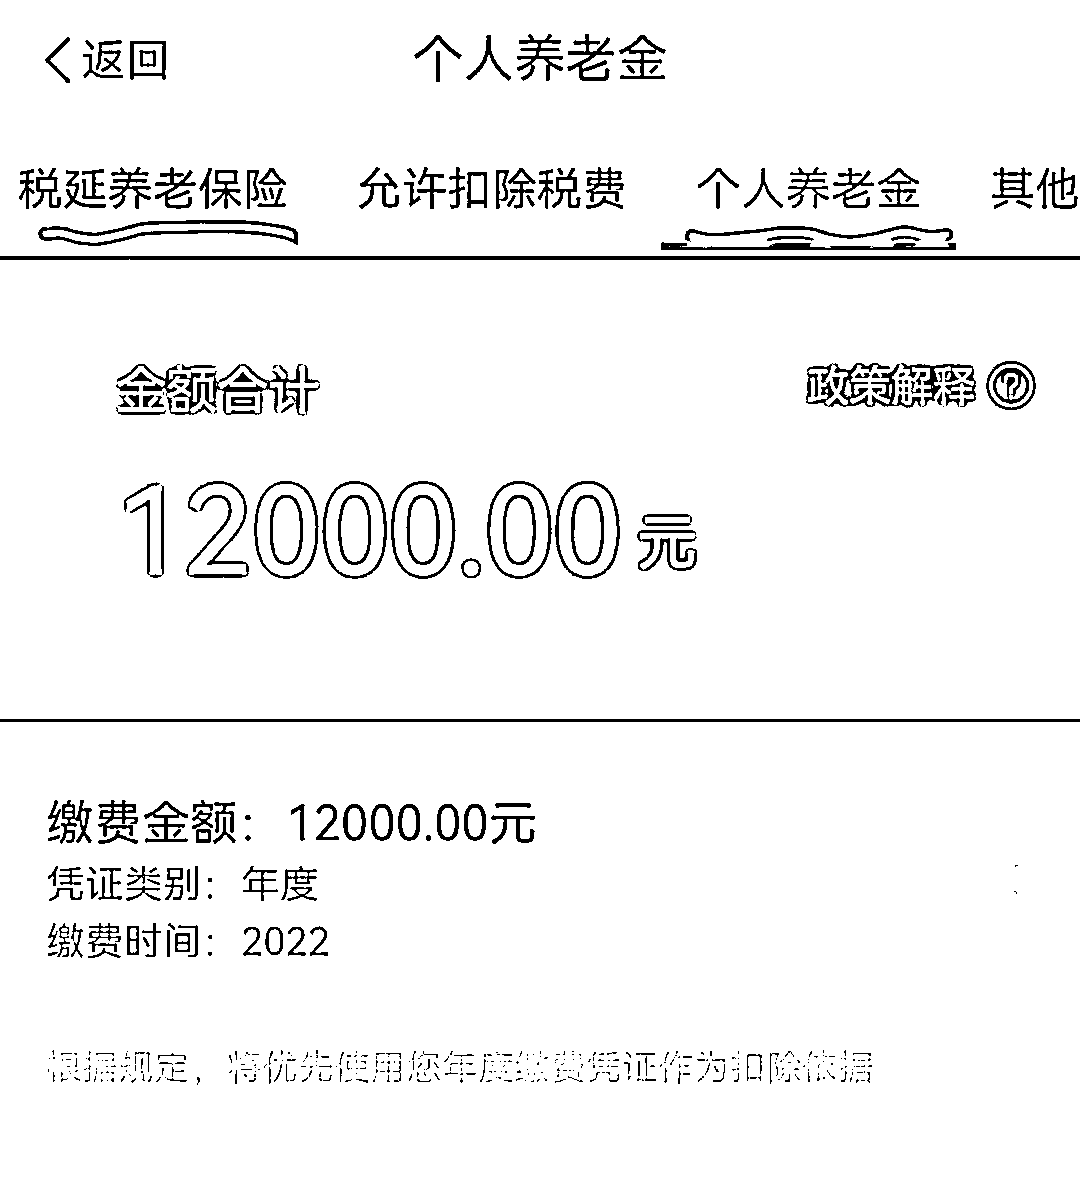 返回 个人养老金
税延养老保险 允许扣除税费 个人养老金 其他
金额合计 政策解释 ?
12000.00元
缴费金额：12000.00元
凭证类别：年度
缴费时间：2022
根据规定，将优先使用您年度缴费凭证作为扣除依据